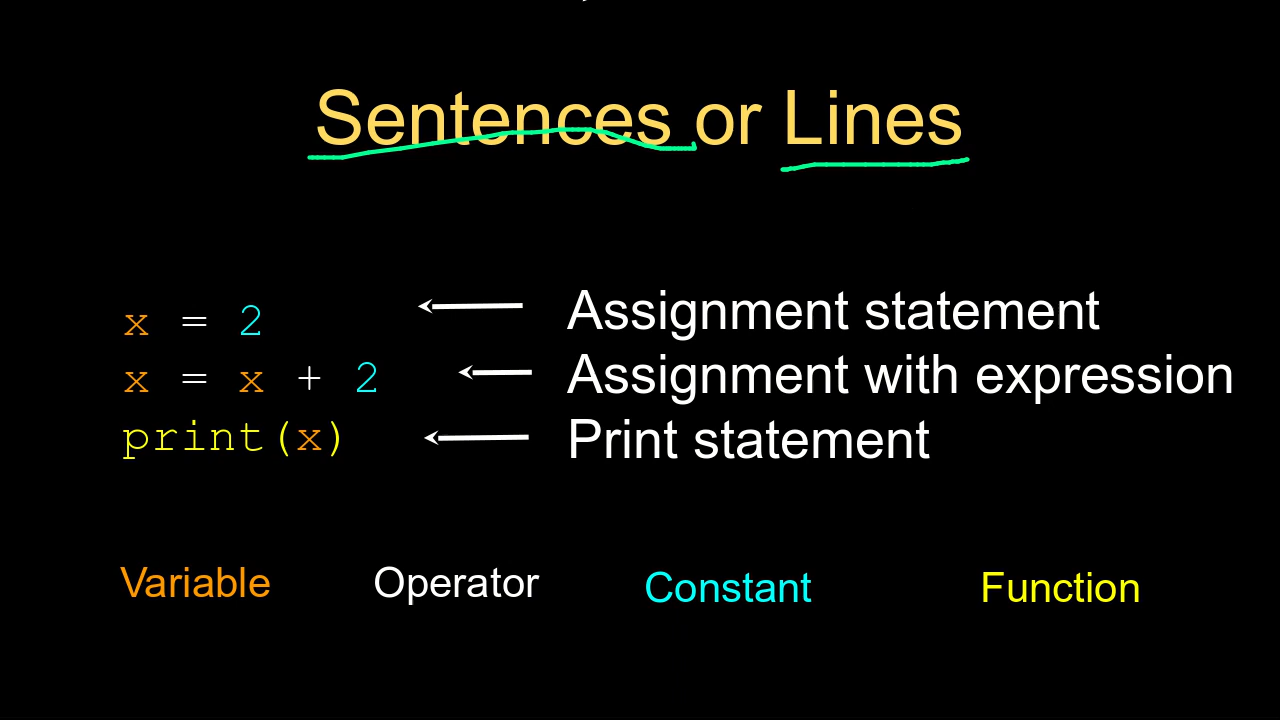 Sentences or Lines
x = 2
Assignment statement
x = x + 2
Assignment with expression
print(x)
Print statement
Variable
Operator
Constant
Function